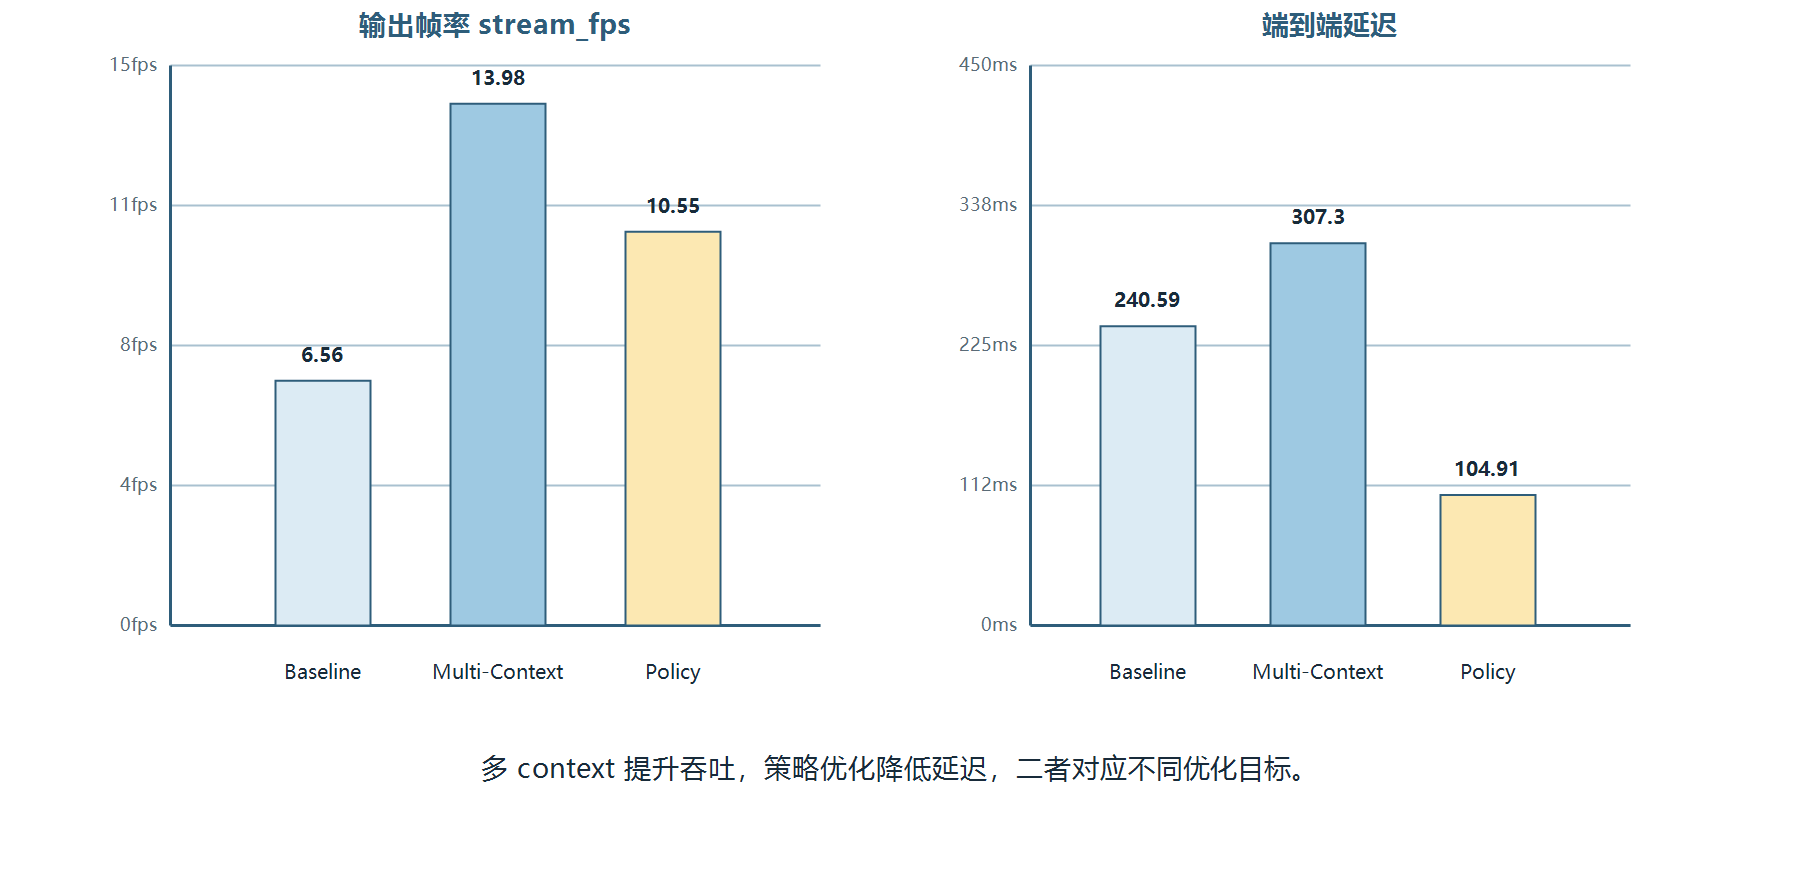 输出帧率 stream_fps
15fps
11fps
8fps
4fps
0fps
13.98
10.55
6.56
Baseline
Multi-Context
Policy
端到端延迟
450ms
338ms
225ms
112ms
0ms
307.3
240.59
104.91
Baseline
Multi-Context
Policy
多 context 提升吞吐，策略优化降低延迟，二者对应不同优化目标。